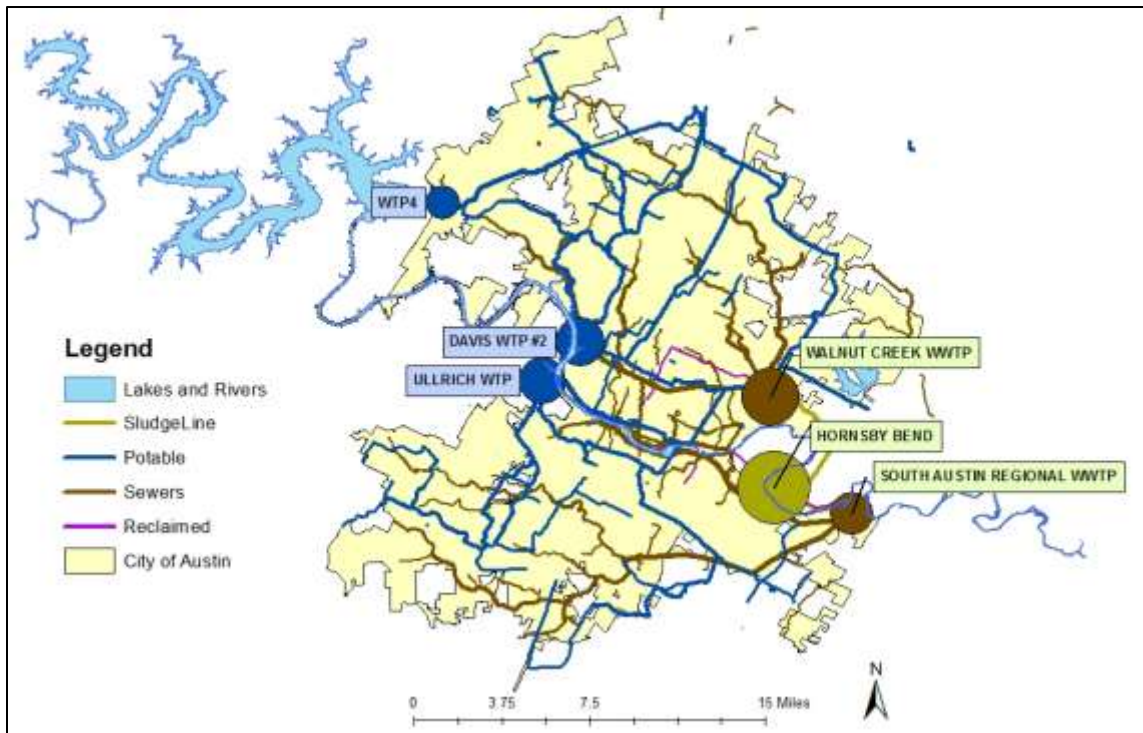 WTP4
DAVIS WTP #2
ULLRICH WTP
WALNUT CREEK WWTP
HORNSBY BEND
SOUTH AUSTIN REGIONAL WWTP
Legend
Lakes and Rivers
SludgeLine
Potable
Sewers
Reclaimed
City of Austin
N
0 3.75 7.5 15 Miles